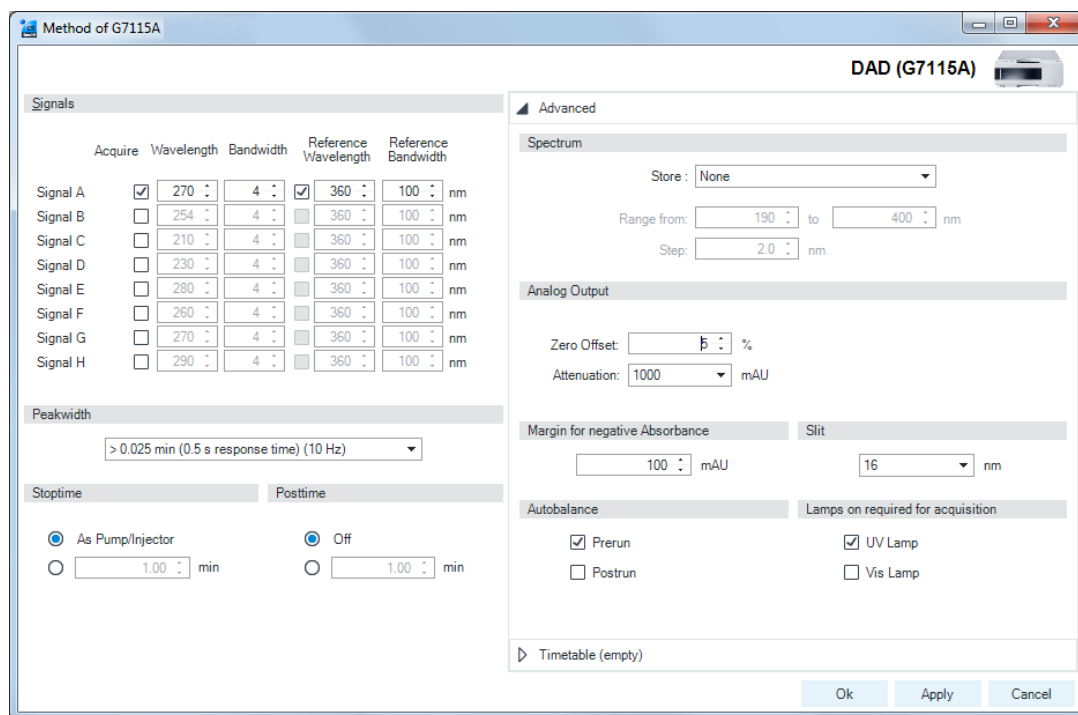 Method of G7115A
DAD (G7115A)
Signals
Acquire Wavelength Bandwidth Reference Wavelength Reference Bandwidth
Signal A 270 4 360 100 nm
Signal B 254 4 360 100 nm
Signal C 210 4 360 100 nm
Signal D 230 4 360 100 nm
Signal E 280 4 360 100 nm
Signal F 260 4 360 100 nm
Signal G 270 4 360 100 nm
Signal H 290 4 360 100 nm
Peakwidth
> 0.025 min (0.5 s response time) (10 Hz)
Stoptime
As Pump/Injector
1.00 min
Posttime
Off
1.00 min
Advanced
Spectrum
Store : None
Range from: 190 to 400 nm
Step: 2.0 nm
Analog Output
Zero Offset: 5 %
Attenuation: 1000 mAU
Margin for negative Absorbance
100 mAU
Slit
16 nm
Autobalance
Prerun
Postrun
Lamps on required for acquisition
UV Lamp
Vis Lamp
Timetable (empty)
Ok Apply Cancel